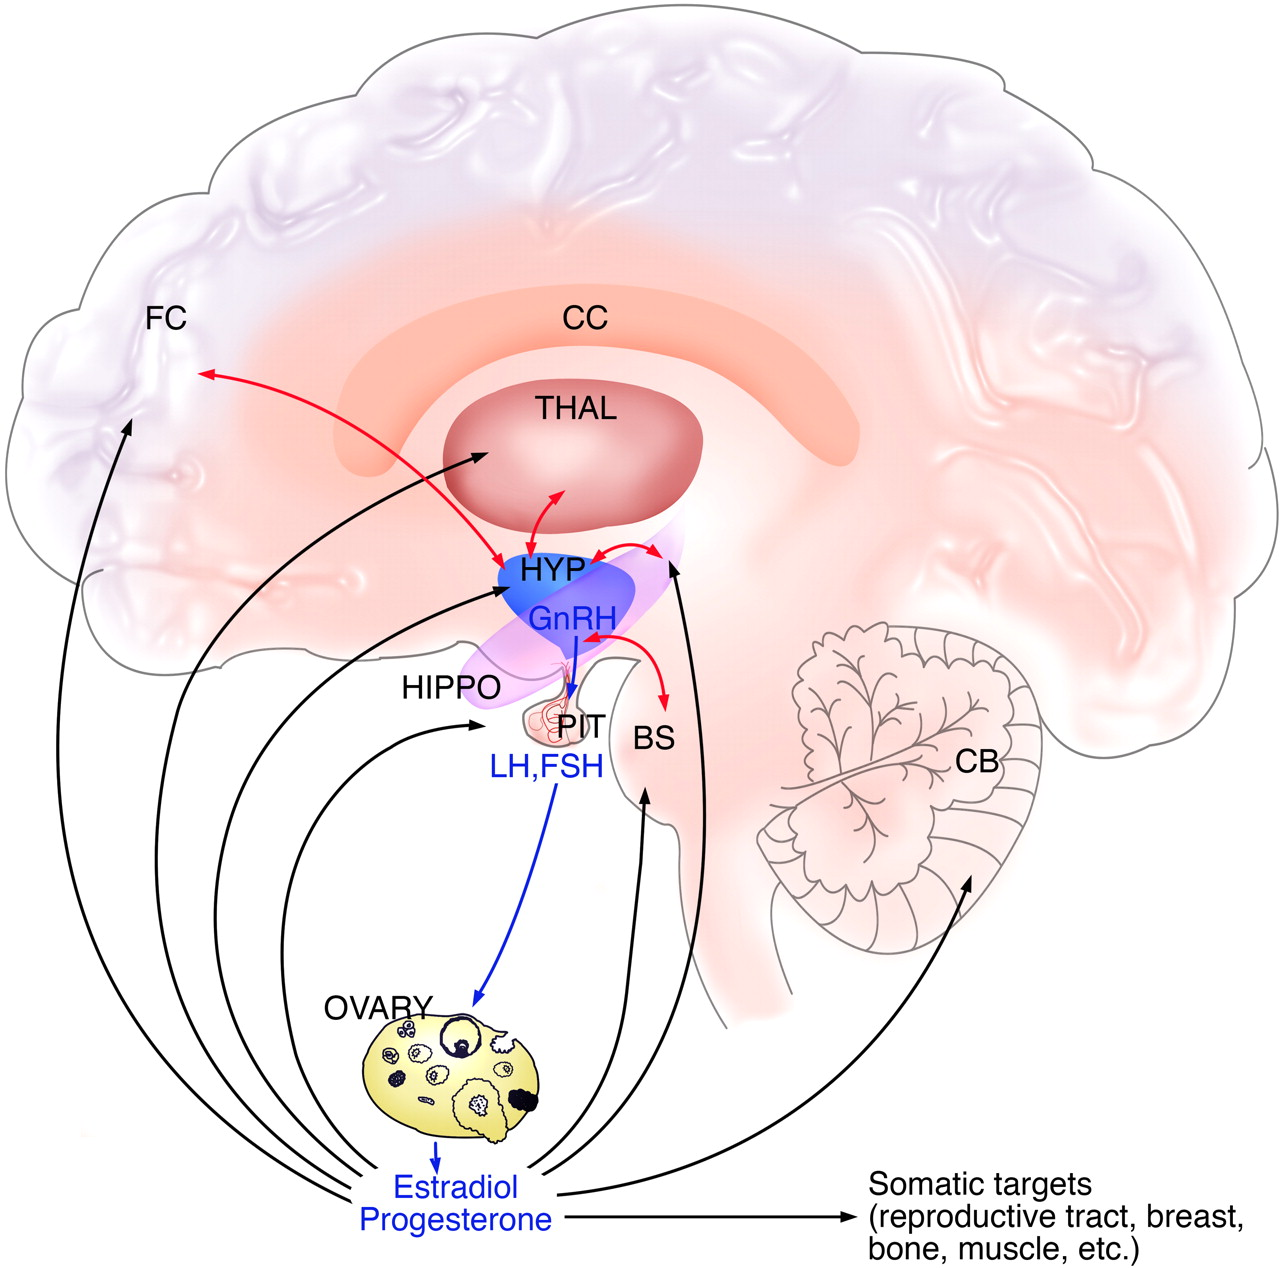 FC
CC
THAL
HYP
GnRH
HIPPO
PIT
BS
LH,FSH
CB
OVARY
Estradiol
Progesterone
Somatic targets
(reproductive tract, breast,
bone, muscle, etc.)